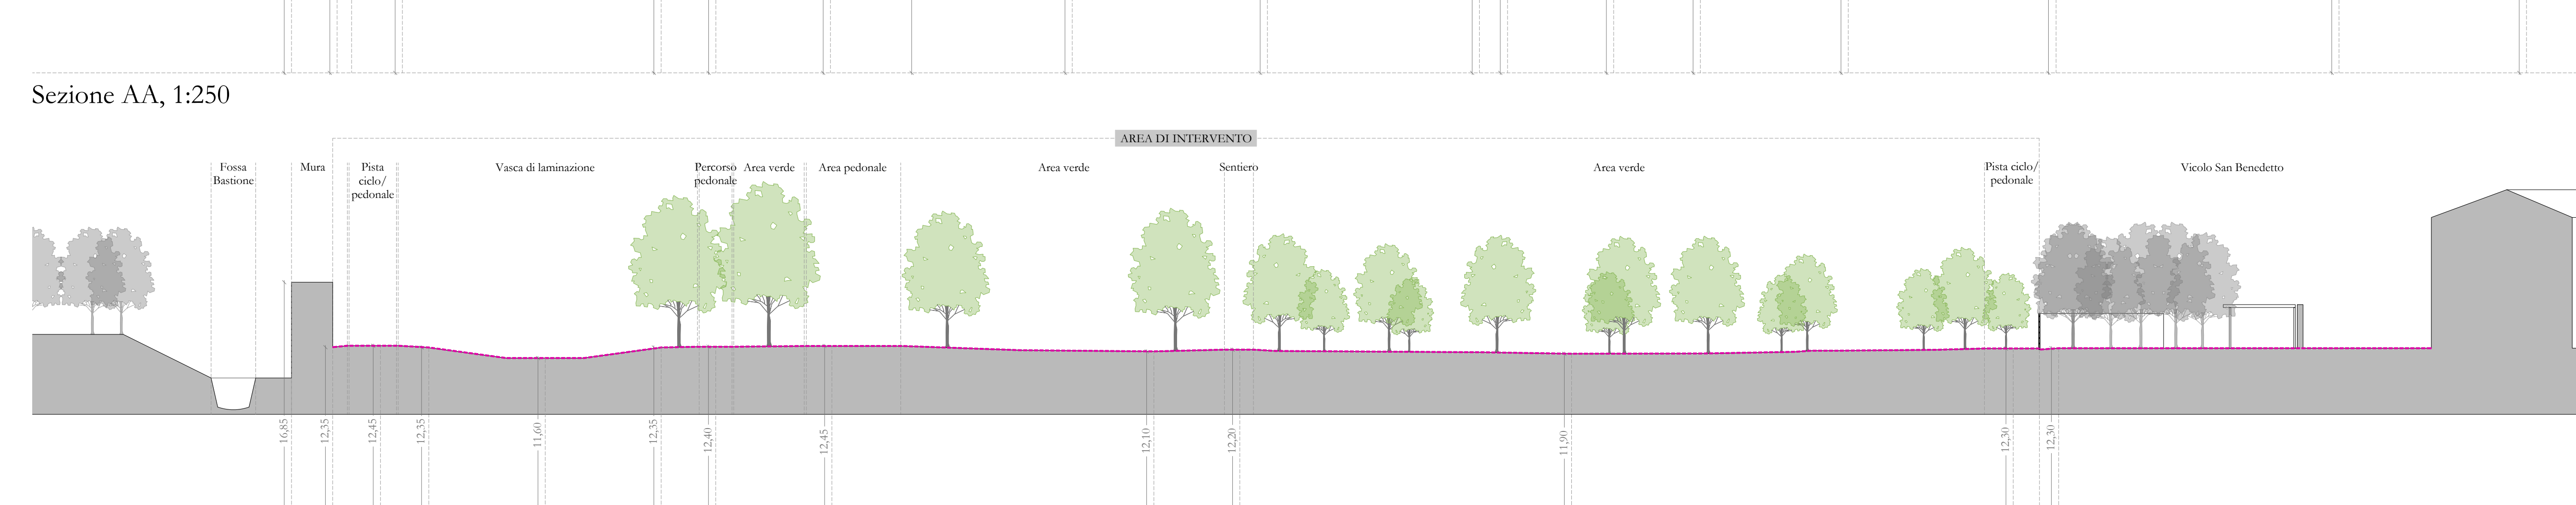 Sezione AA, 1:250
AREA DI INTERVENTO
Fossa
Bastione
Mura
Pista
ciclo/
pedonale
Vasca di laminazione
Percorso
pedonale
Area verde
Area pedonale
Area verde
Sentiero
Area verde
Pista ciclo/
pedonale
Vicolo San Benedetto
16,85
12,35
12,45
12,35
11,60
12,35
12,40
12,45
12,10
12,20
11,90
12,30
12,30